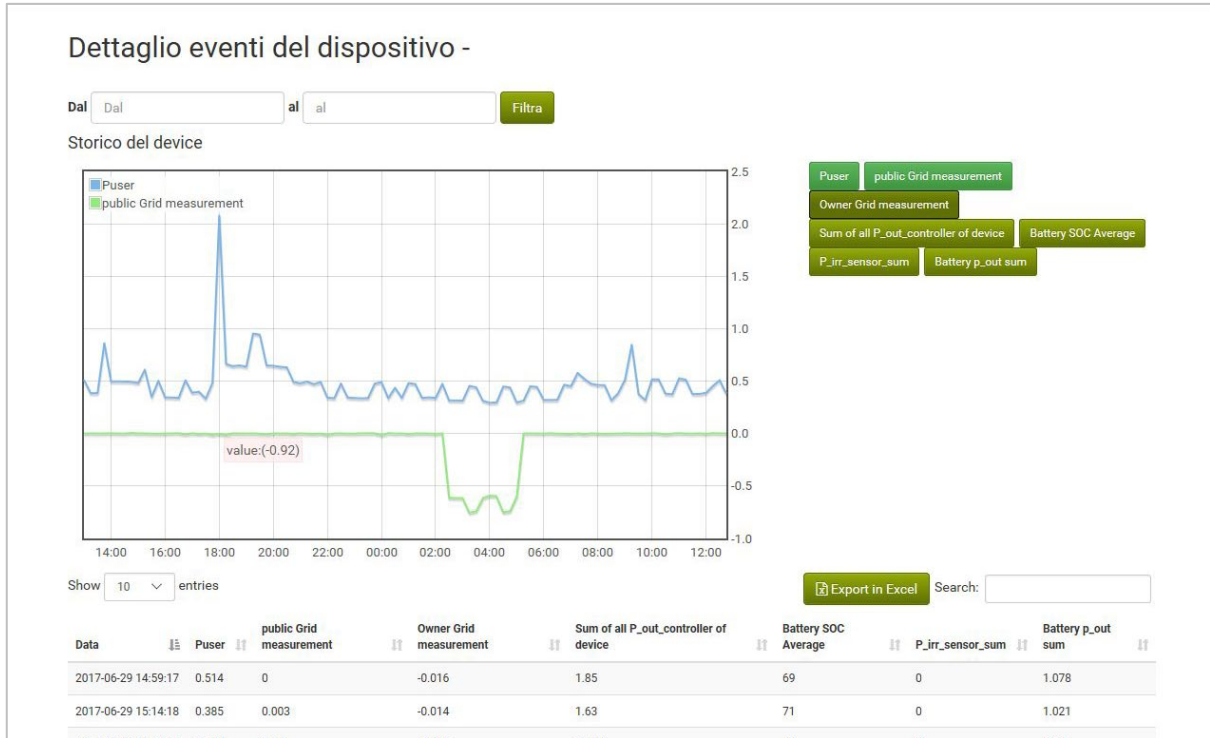 Dettaglio eventi del dispositivo -
Dal Dal al al Filtra
Storico del device
Puser
public Grid measurement
value:(-0.92)
2.5
2.0
1.5
1.0
0.5
0.0
-0.5
-1.0
14:00 16:00 18:00 20:00 22:00 00:00 02:00 04:00 06:00 08:00 10:00 12:00
Puser public Grid measurement
Owner Grid measurement
Sum of all P_out_controller of device Battery SOC Average
P_irr_sensor_sum Battery p_out sum
Show 10 entries Export in Excel Search:
Data Puser public Grid measurement Owner Grid measurement Sum of all P_out_controller of device Battery SOC Average P_irr_sensor_sum Battery p_out sum
2017-06-29 14:59:17 0.514 0 -0.016 1.85 69 0 1.078
2017-06-29 15:14:18 0.385 0.003 -0.014 1.63 71 0 1.021